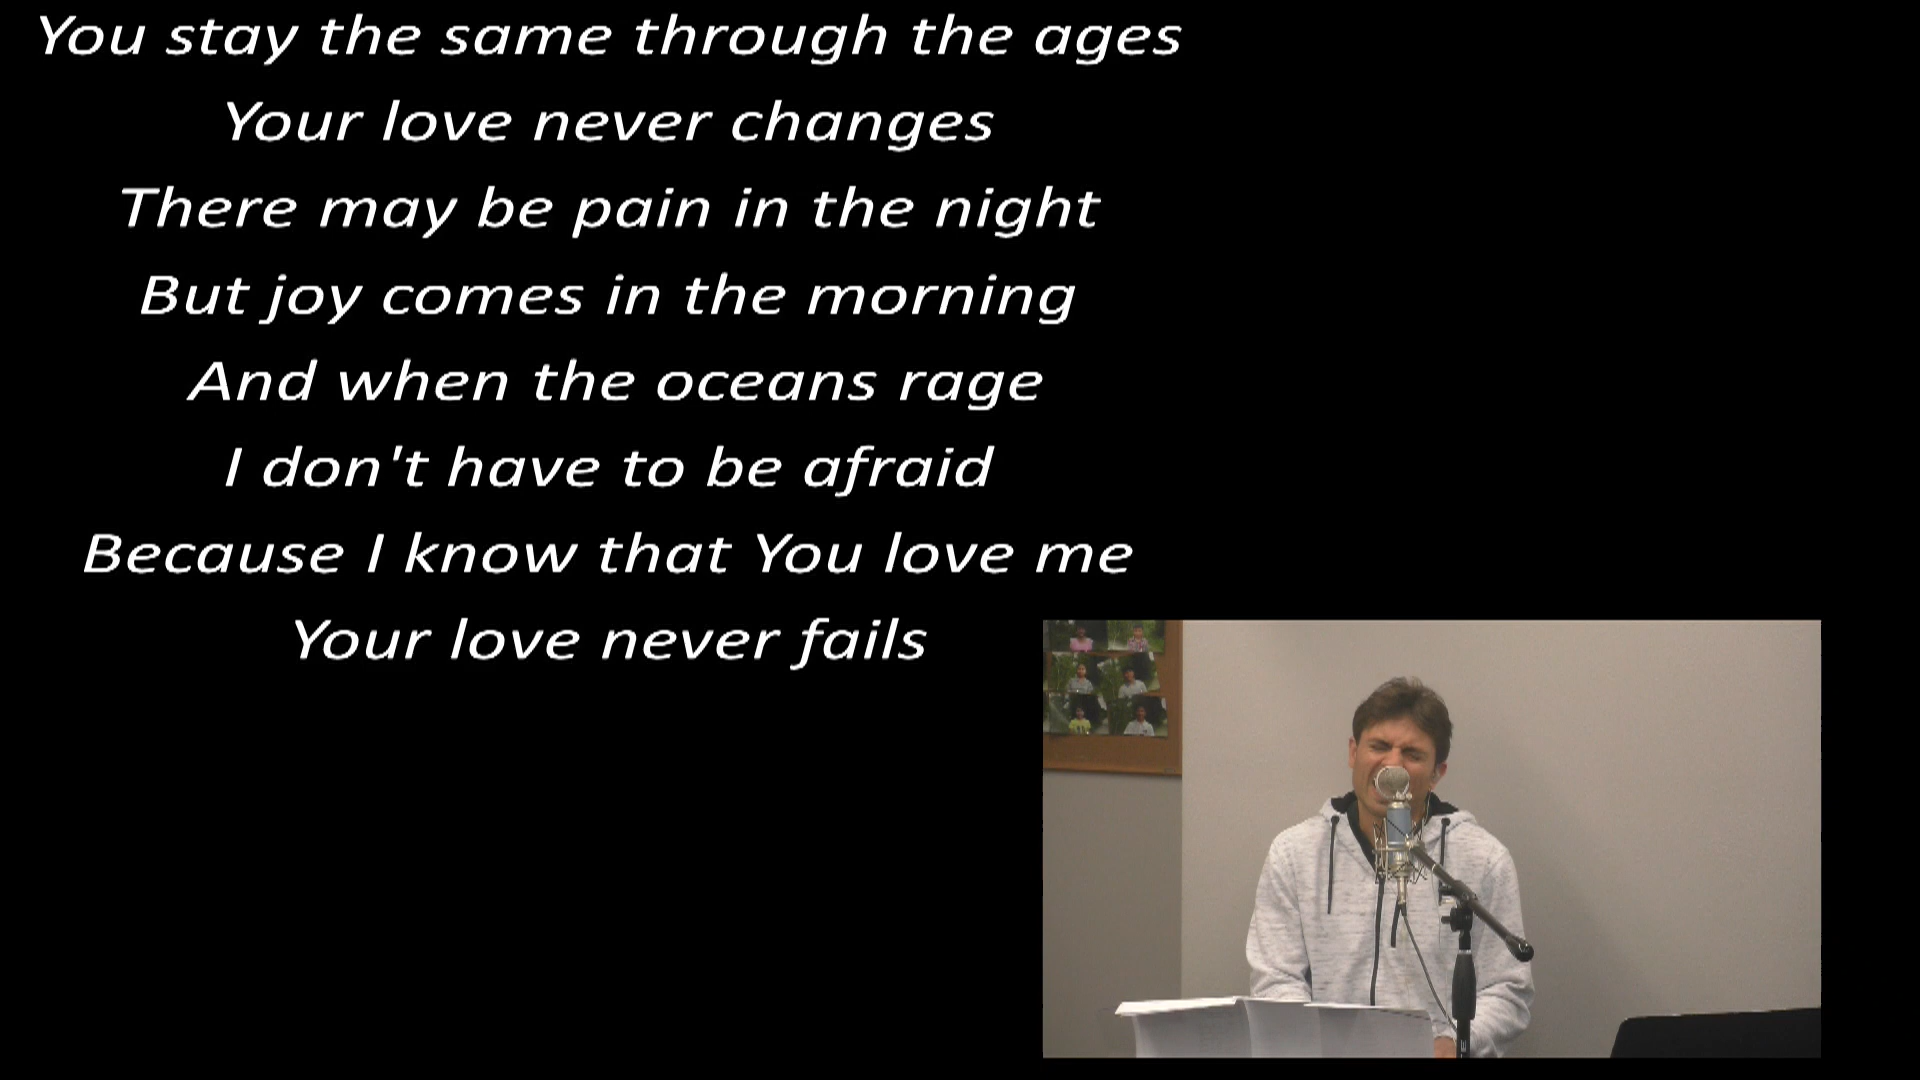 You stay the same through the ages
Your love never changes
There may be pain in the night
But joy comes in the morning
And when the oceans rage
I don't have to be afraid
Because I know that You love me
Your love never fails